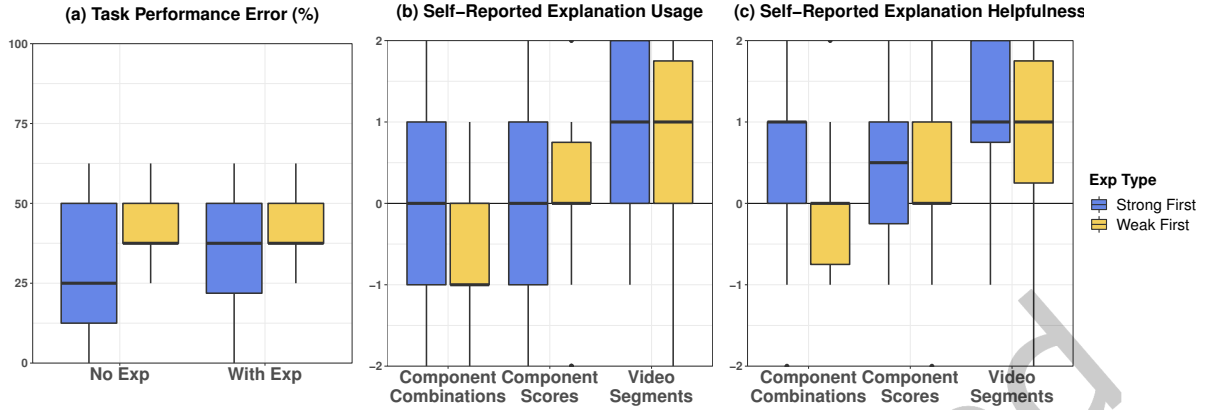 (a) Task Performance Error (%)
(b) Self−Reported Explanation Usage
(c) Self−Reported Explanation Helpfulness
100
75
50
25
0
No Exp
With Exp
2
1
0
−1
−2
Component
Combinations
Component
Scores
Video
Segments
2
1
0
−1
−2
Component
Combinations
Component
Scores
Video
Segments
Exp Type
Strong First
Weak First